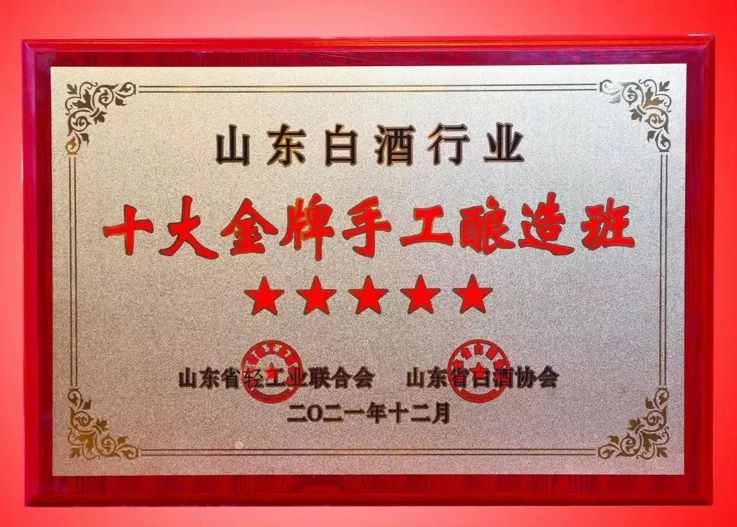 山东白酒行业
十大金牌手工酿造班
★★★★★
山东省轻工业联合会 山东省白酒协会
二〇二一年十二月